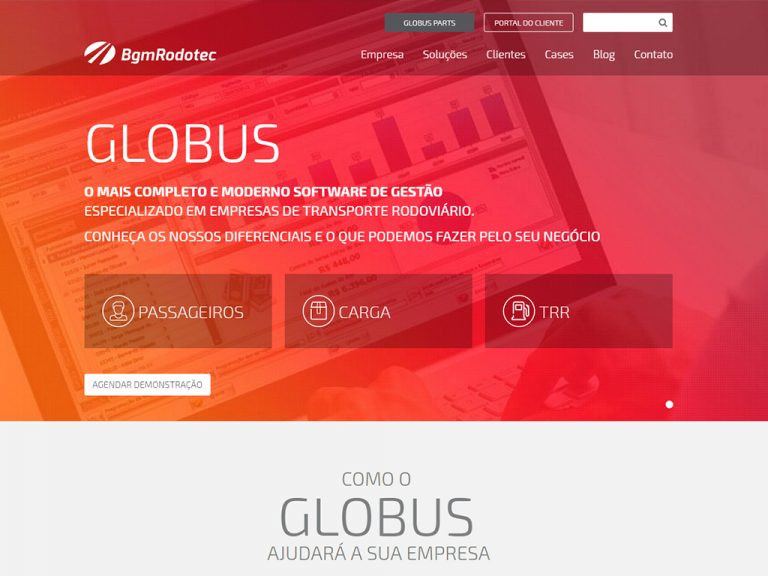 GLOBUS PARTS
PORTAL DO CLIENTE
BgmRodotec
Empresa
Soluções
Clientes
Cases
Blog
Contato
GLOBUS
O MAIS COMPLETO E MODERNO SOFTWARE DE GESTÃO
ESPECIALIZADO EM EMPRESAS DE TRANSPORTE RODOVIÁRIO.
CONHEÇA OS NOSSOS DIFERENCIAIS E O QUE PODEMOS FAZER PELO SEU NEGÓCIO
PASSAGEIROS
CARGA
TRR
AGENDAR DEMONSTRAÇÃO
COMO O
GLOBUS
AJUDARÁ A SUA EMPRESA